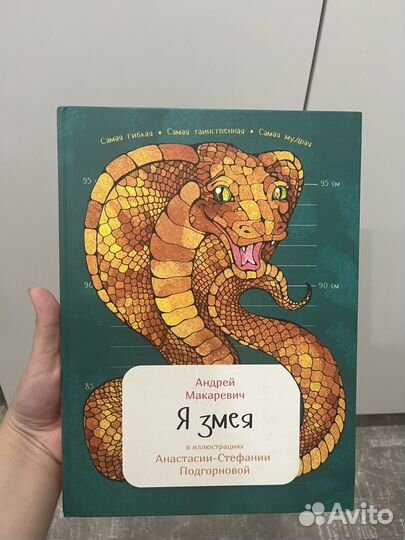 Самая гибкая • Самая таинственная • Самая мудрая
95
95 см
90
90 см
85
Андрей
Макаревич
Я змея
в иллюстрациях
Анастасии-Стефании
Подгорновой
Avito